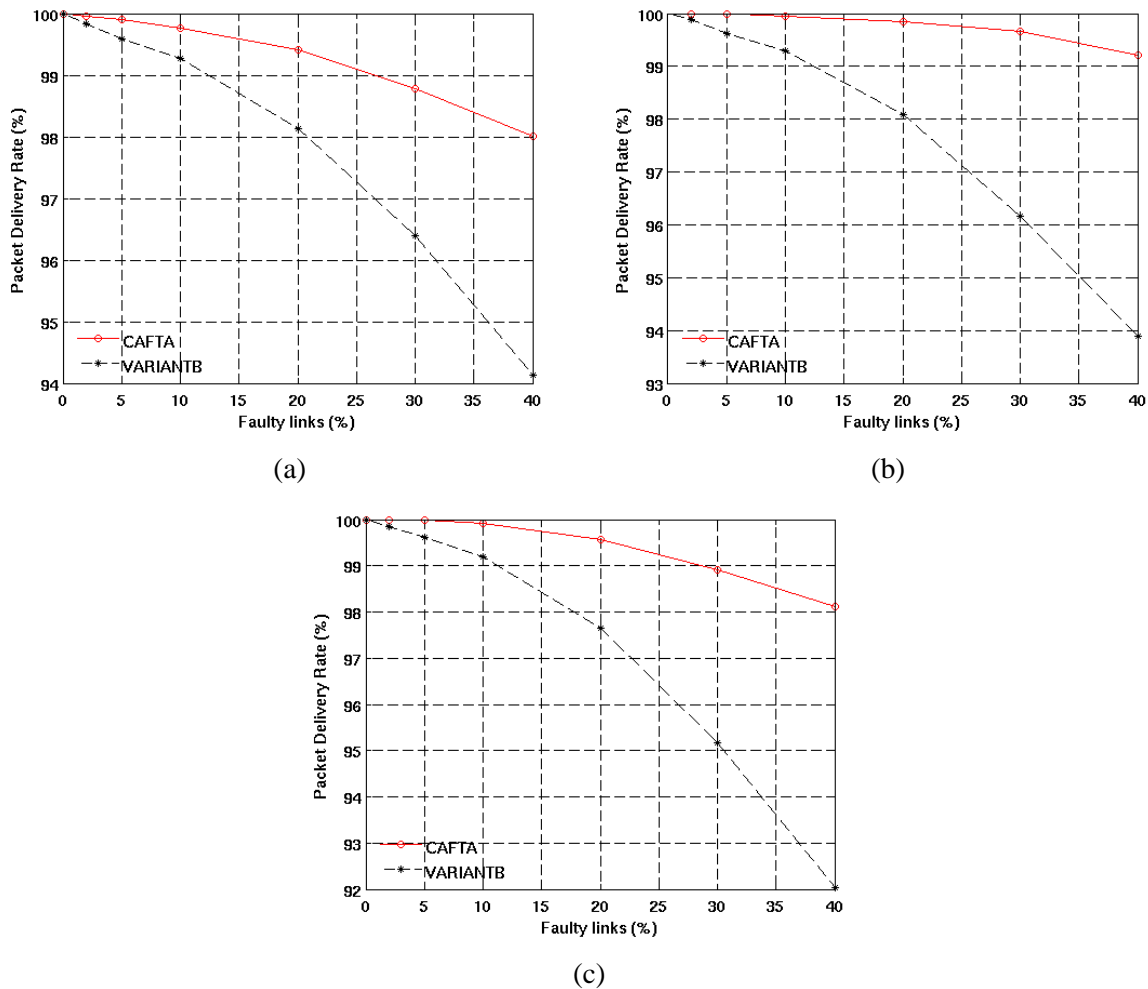 100
99
98
97
96
95
94
Packet Delivery Rate (%)
CAFTA
VARIANTB
0 5 10 15 20 25 30 35 40
Faulty links (%)
(a)
100
99
98
97
96
95
94
93
Packet Delivery Rate (%)
CAFTA
VARIANTB
0 5 10 15 20 25 30 35 40
Faulty links (%)
(b)
100
99
98
97
96
95
94
93
92
Packet Delivery Rate (%)
CAFTA
VARIANTB
0 5 10 15 20 25 30 35 40
Faulty links (%)
(c)